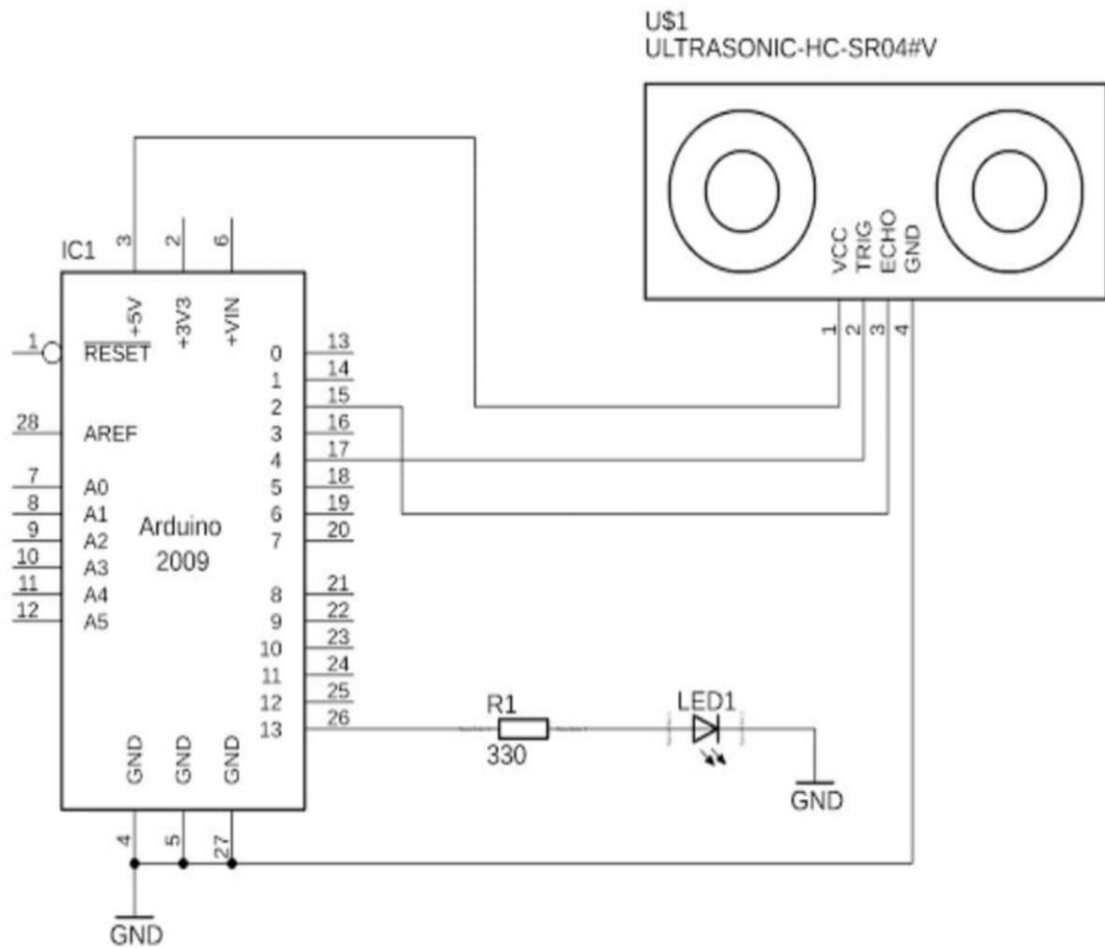 U$1
ULTRASONIC-HC-SR04#V
VCC
TRIG
ECHO
GND
1
2
3
4
IC1
3
2
6
+5V
+3V3
+VIN
1
RESET
28
AREF
7
A0
8
A1
9
A2
10
A3
11
A4
12
A5
Arduino
2009
0
13
1
14
2
15
3
16
4
17
5
18
6
19
7
20
8
21
9
22
10
23
11
24
12
25
13
26
GND
GND
GND
4
5
27
GND
R1
330
LED1
GND